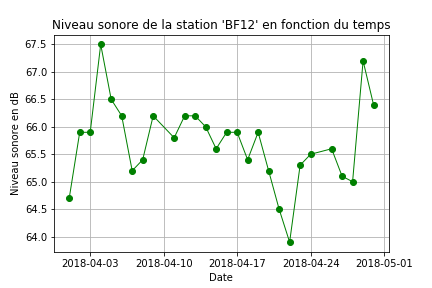 Niveau sonore de la station 'BF12' en fonction du temps
67.5
67.0
66.5
66.0
65.5
65.0
64.5
64.0
Niveau sonore en dB
2018-04-03 2018-04-10 2018-04-17 2018-04-24 2018-05-01
Date